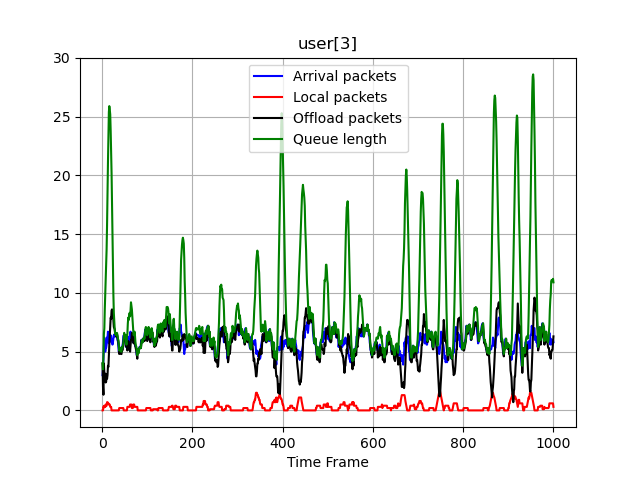 user[3]
Arrival packets
Local packets
Offload packets
Queue length
30
25
20
15
10
5
0
0 200 400 600 800 1000
Time Frame